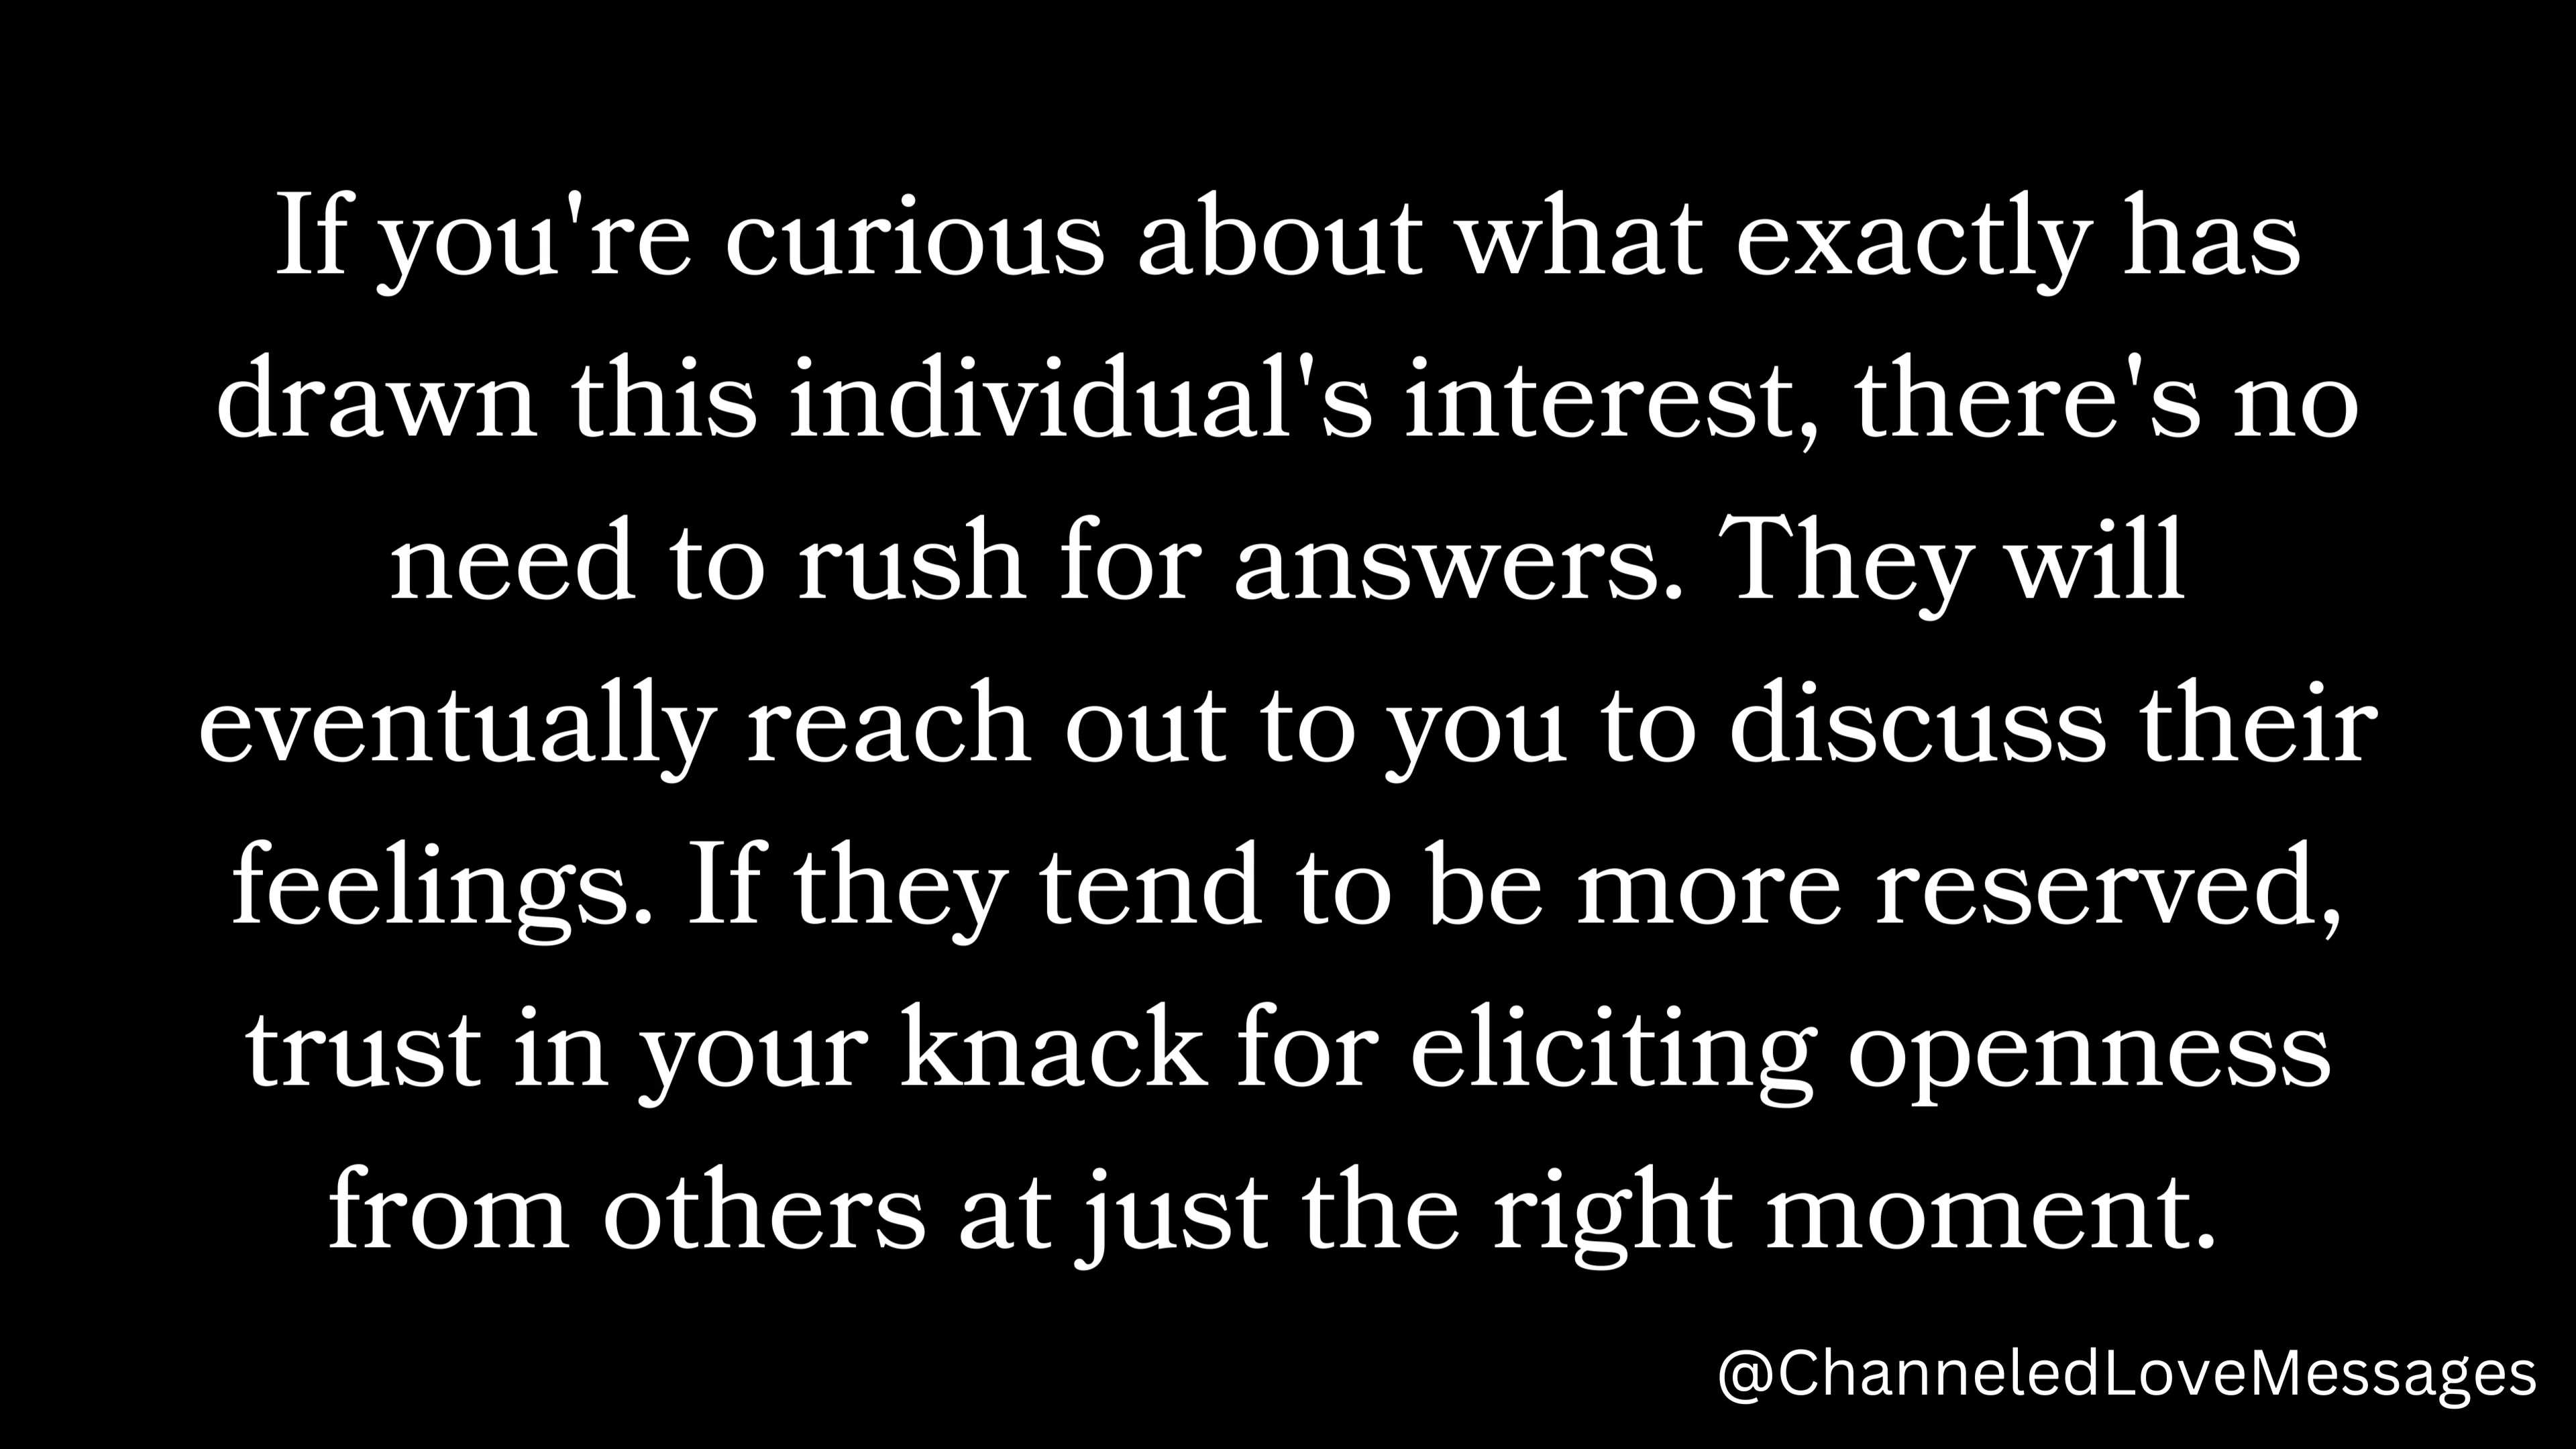 If you're curious about what exactly has
drawn this individual's interest, there's no
need to rush for answers. They will
eventually reach out to you to discuss their
feelings. If they tend to be more reserved,
trust in your knack for eliciting openness
from others at just the right moment.
@ChanneledLoveMessages